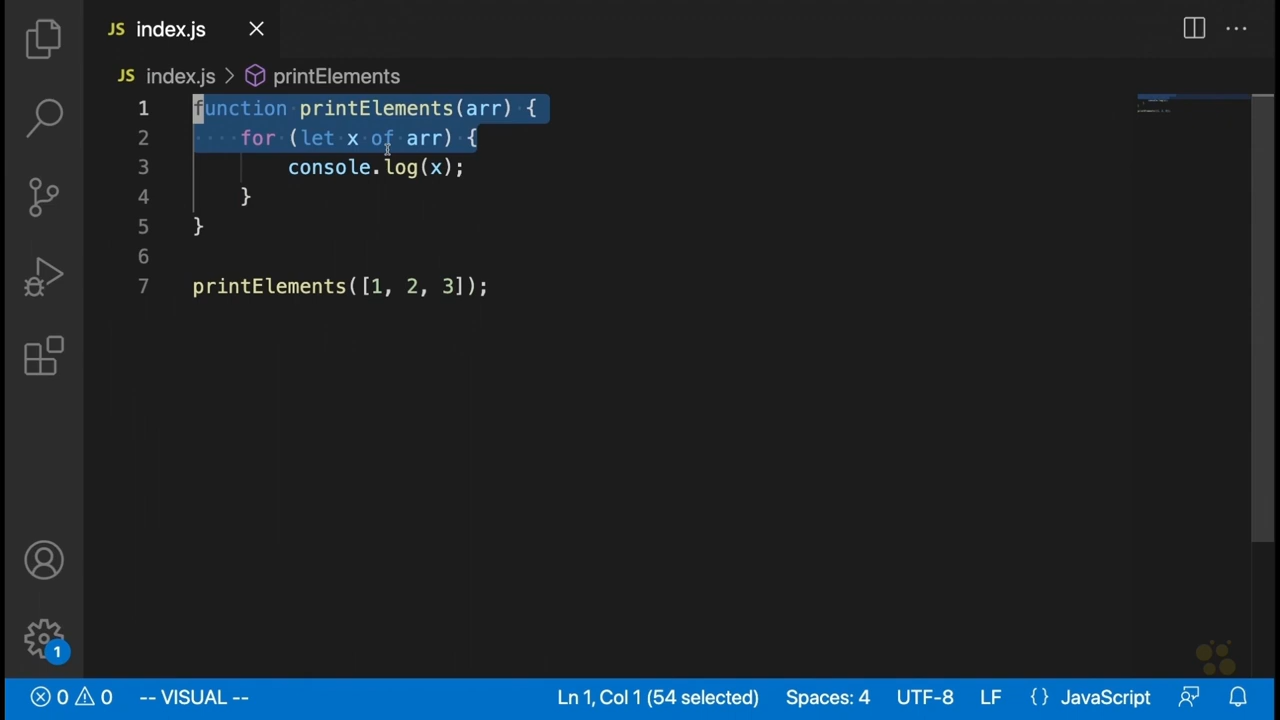 JS index.js
JS index.js > printElements
1 function printElements(arr) {
2 ····for (let x of arr) {
3 console.log(x);
4 }
5 }
6
7 printElements([1, 2, 3]);
1
0 0 -- VISUAL -- Ln 1, Col 1 (54 selected) Spaces: 4 UTF-8 LF {} JavaScript